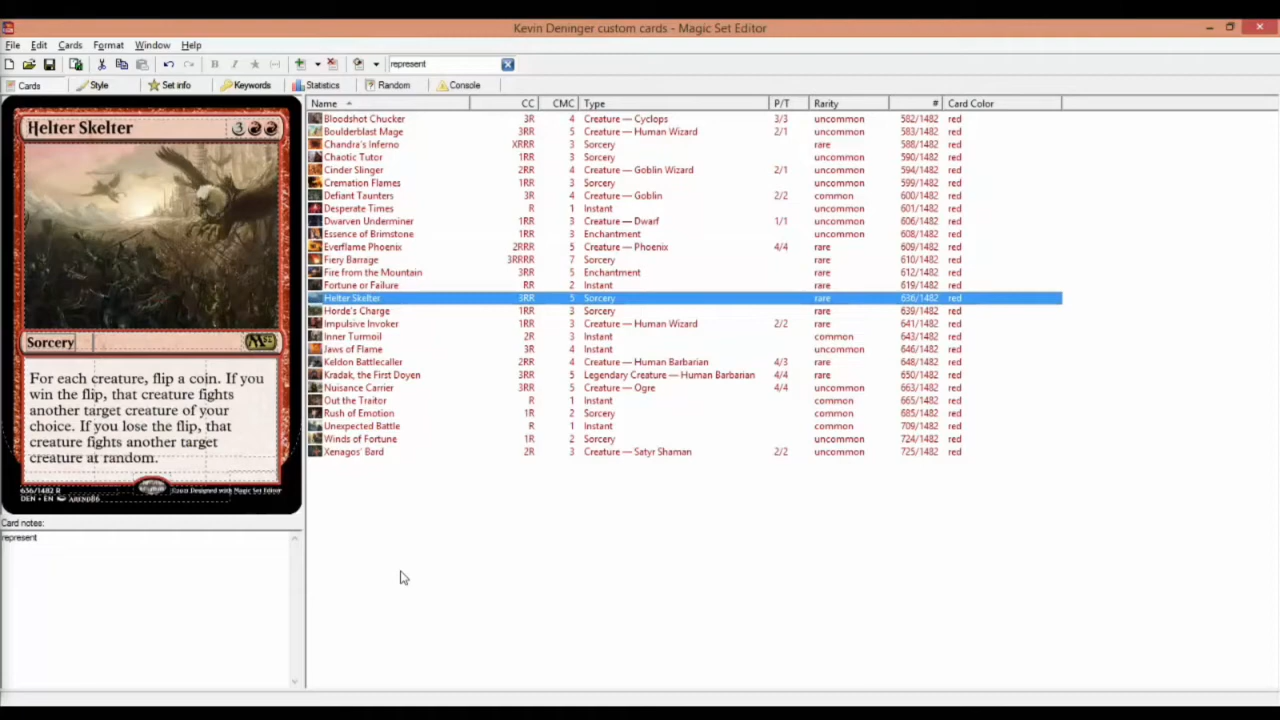 Kevin Deninger custom cards - Magic Set Editor
File Edit Cards Format Window Help
represent
Cards Style Set info Keywords Statistics Random Console
Name CC CMC Type P/T Rarity # Card Color
Bloodshot Chucker 3R 4 Creature — Cyclops 3/3 uncommon 582/1482 red
Boulderblast Mage 3RR 5 Creature — Human Wizard 2/1 uncommon 583/1482 red
Chandra's Inferno XRRR 3 Sorcery rare 588/1482 red
Chaotic Tutor 1RR 3 Sorcery uncommon 590/1482 red
Cinder Slinger 2RR 4 Creature — Goblin Wizard 2/1 uncommon 594/1482 red
Cremation Flames 1RR 3 Sorcery uncommon 599/1482 red
Defiant Taunters 3R 4 Creature — Goblin 2/2 common 600/1482 red
Desperate Times R 1 Instant uncommon 601/1482 red
Dwarven Underminer 1RR 3 Creature — Dwarf 1/1 uncommon 606/1482 red
Essence of Brimstone 1RR 3 Enchantment uncommon 608/1482 red
Everflame Phoenix 2RRR 5 Creature — Phoenix 4/4 rare 609/1482 red
Fiery Barrage 3RRRR 7 Sorcery rare 610/1482 red
Fire from the Mountain 3RR 5 Enchantment rare 612/1482 red
Fortune or Failure RR 2 Instant rare 619/1482 red
Helter Skelter 3RR 5 Sorcery rare 636/1482 red
Horde's Charge 1RR 3 Sorcery rare 639/1482 red
Impulsive Invoker 1RR 3 Creature — Human Wizard 2/2 rare 641/1482 red
Inner Turmoil 2R 3 Instant common 643/1482 red
Jaws of Flame 3R 4 Instant uncommon 646/1482 red
Keldon Battlecaller 2RR 4 Creature — Human Barbarian 4/3 rare 648/1482 red
Kradak, the First Doyen 3RR 5 Legendary Creature — Human Barbarian 4/4 rare 650/1482 red
Nuisance Carrier 3RR 5 Creature — Ogre 4/4 uncommon 663/1482 red
Out the Traitor R 1 Instant common 665/1482 red
Rush of Emotion 1R 2 Sorcery common 685/1482 red
Unexpected Battle R 1 Instant common 709/1482 red
Winds of Fortune 1R 2 Sorcery uncommon 724/1482 red
Xenagos' Bard 2R 3 Creature — Satyr Shaman 2/2 uncommon 725/1482 red
Helter Skelter 3
Sorcery
For each creature, flip a coin. If you
win the flip, that creature fights
another target creature of your
choice. If you lose the flip, that
creature fights another target
creature at random.
636/1482 R
DEN • EN Arend86
Card notes:
represent